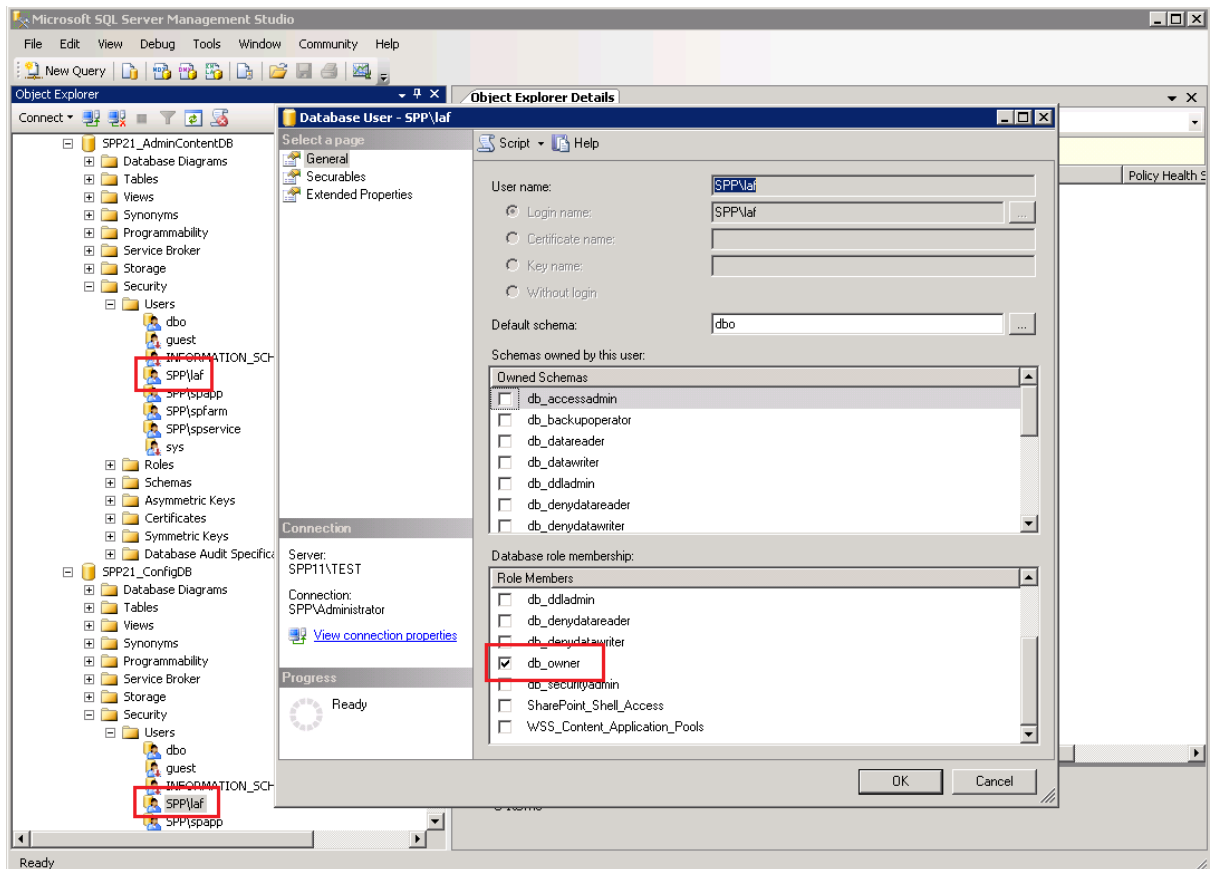 Microsoft SQL Server Management Studio
File Edit View Debug Tools Window Community Help
New Query
Object Explorer
Connect
SPP21_AdminContentDB
Database Diagrams
Tables
Views
Synonyms
Programmability
Service Broker
Storage
Security
Users
dbo
guest
INFORMATION_SCH
SPP\laf
SPP\spapp
SPP\spfarm
SPP\spservice
sys
Roles
Schemas
Asymmetric Keys
Certificates
Symmetric Keys
Database Audit Specifica
SPP21_ConfigDB
Database Diagrams
Tables
Views
Synonyms
Programmability
Service Broker
Storage
Security
Users
dbo
guest
INFORMATION_SCH
SPP\laf
SPP\spapp
Object Explorer Details
Policy Health S
Database User - SPP\laf
Select a page
General
Securables
Extended Properties
Connection
Server:
SPP11\TEST
Connection:
SPP\Administrator
View connection properties
Progress
Ready
Script Help
User name: SPP\laf
Login name: SPP\laf ...
Certificate name:
Key name:
Without login
Default schema: dbo ...
Schemas owned by this user:
Owned Schemas
db_accessadmin
db_backupoperator
db_datareader
db_datawriter
db_ddladmin
db_denydatareader
db_denydatawriter
Database role membership:
Role Members
db_ddladmin
db_denydatareader
db_denydatawriter
db_owner
db_securityadmin
SharePoint_Shell_Access
WSS_Content_Application_Pools
OK Cancel
Ready